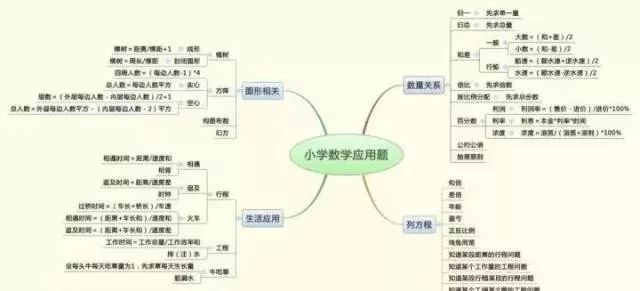 小学数学应用题
图形相关
植树
植树=距离/棵距+1
线形
植树=周长/棵距
封闭图形
方阵
四周人数=(每边人数-1)*4
总人数=每边人数平方
实心
层数=(外层每边人数-内层每边人数)/2+1
总人数=外层每边人数平方-(内层每边人数-2)平方
空心
构图布数
幻方
生活应用
行程
相遇时间=距离/速度和
相遇
相背
追及时间=距离/速度差
追及
时钟
过桥时间=(车长+桥长)/车速
相遇时间=(距离+车长和)/速度和
火车
追及时间=(距离+车长和)/速度差
工程
工作时间=工作总量/工作效率和
排(注)水
牛吃草
设每头牛每天吃草量为1,先求草每天生长量
船漏水
数量关系
归一
先求单一量
归总
先求总量
和差
一般
大数=(和+差)/2
小数=(和-差)/2
行船
船速=(顺水速+逆水速)/2
水速=(顺水速-逆水速)/2
倍比
先求倍数
按比例分配
先求总份数
百分数
利润
利润率=(售价-进价)/进价*100%
利率
利息=本金*利率*时间
浓度
浓度=溶质/(溶质+溶剂)*100%
公约公倍
抽屉原则
列方程
和倍
差倍
年龄
盈亏
正反比例
鸡兔同笼
知道某段距离的行程问题
知道某个工作量的工程问题
知道某段行程某段的行程问题